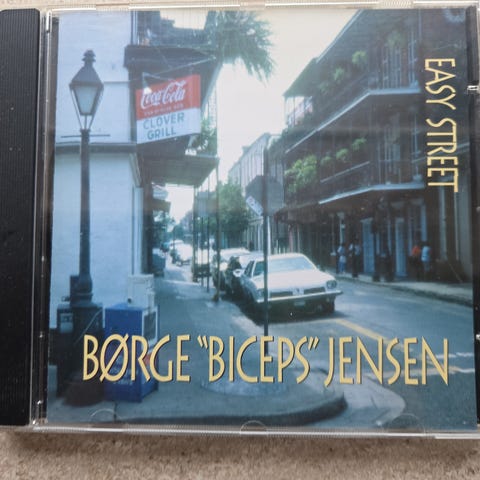 EASY STREET
Coca-Cola
CLOVER
GRILL
BØRGE "BICEPS" JENSEN